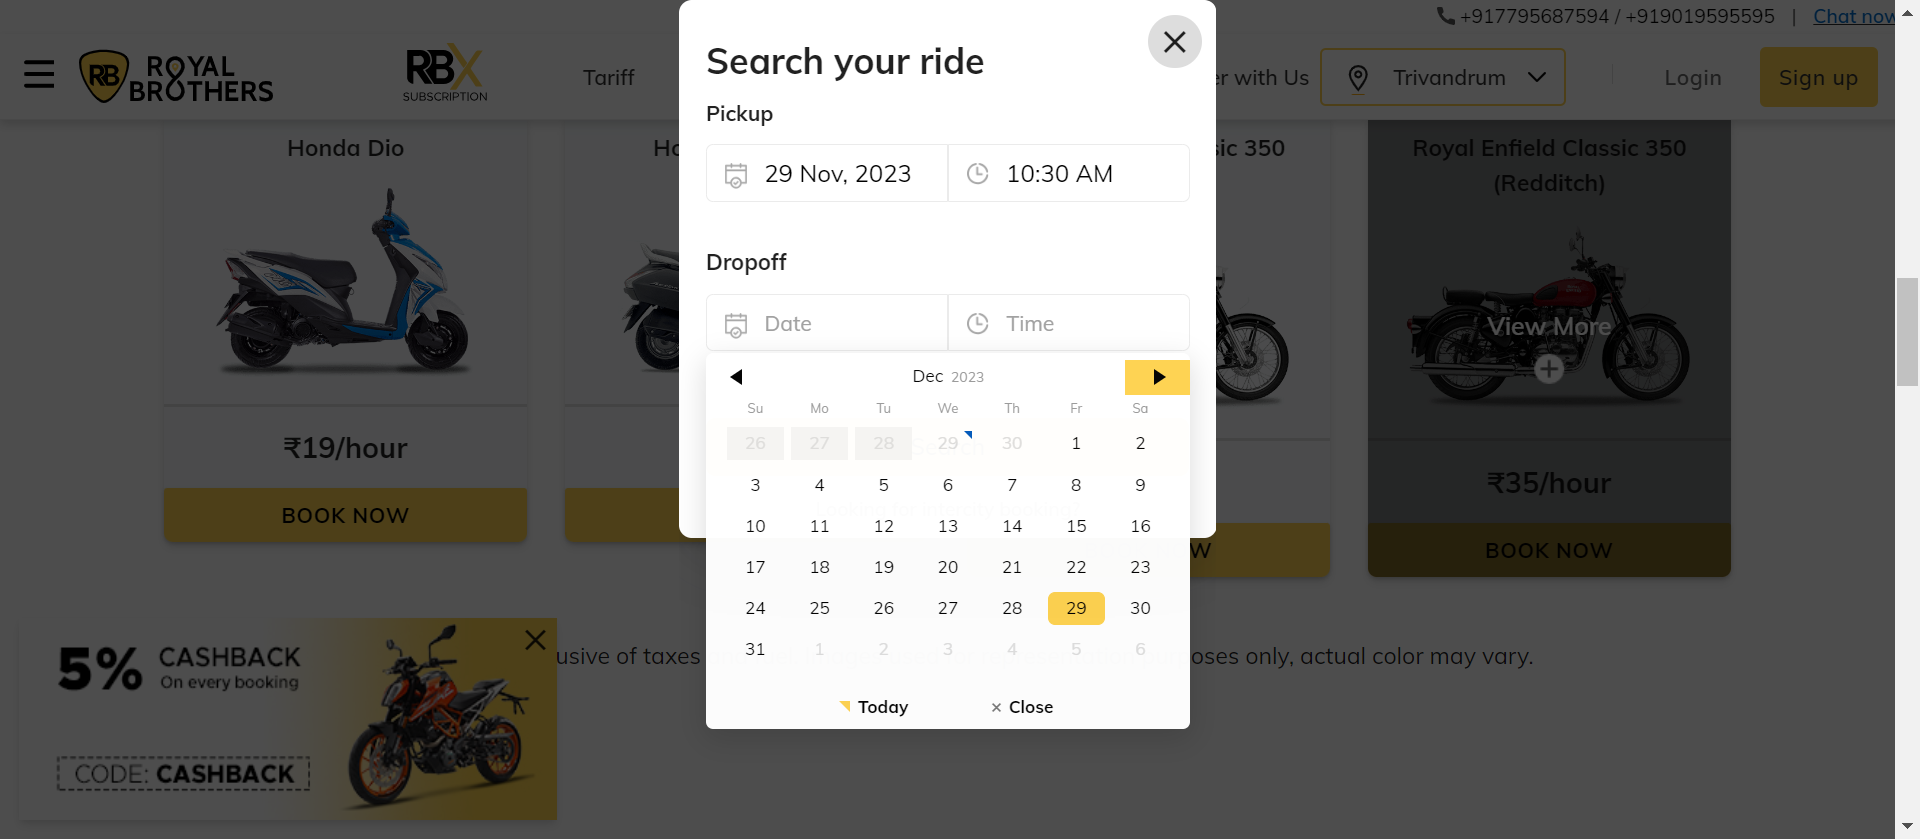 +917795687594 / +919019595595 | Chat now
ROYAL BROTHERS
RBX SUBSCRIPTION
Tariff
er with Us
Trivandrum
Login
Sign up
Search your ride
Pickup
29 Nov, 2023
10:30 AM
Dropoff
Date
Time
Dec 2023
Su Mo Tu We Th Fr Sa
26 27 28 29 30 1 2
3 4 5 6 7 8 9
10 11 12 13 14 15 16
17 18 19 20 21 22 23
24 25 26 27 28 29 30
31 1 2 3 4 5 6
Today
Close
Honda Dio
₹19/hour
BOOK NOW
Ho
sic 350
W
Royal Enfield Classic 350
(Redditch)
View More
₹35/hour
BOOK NOW
usive of taxes
oses only, actual color may vary.
5% CASHBACK
On every booking
CODE: CASHBACK